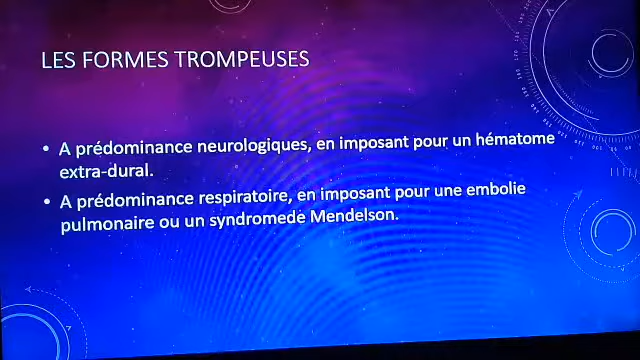 LES FORMES TROMPEUSES
• A prédominance neurologiques, en imposant pour un hématome
extra-dural.
• A prédominance respiratoire, en imposant pour une embolie
pulmonaire ou un syndromede Mendelson.